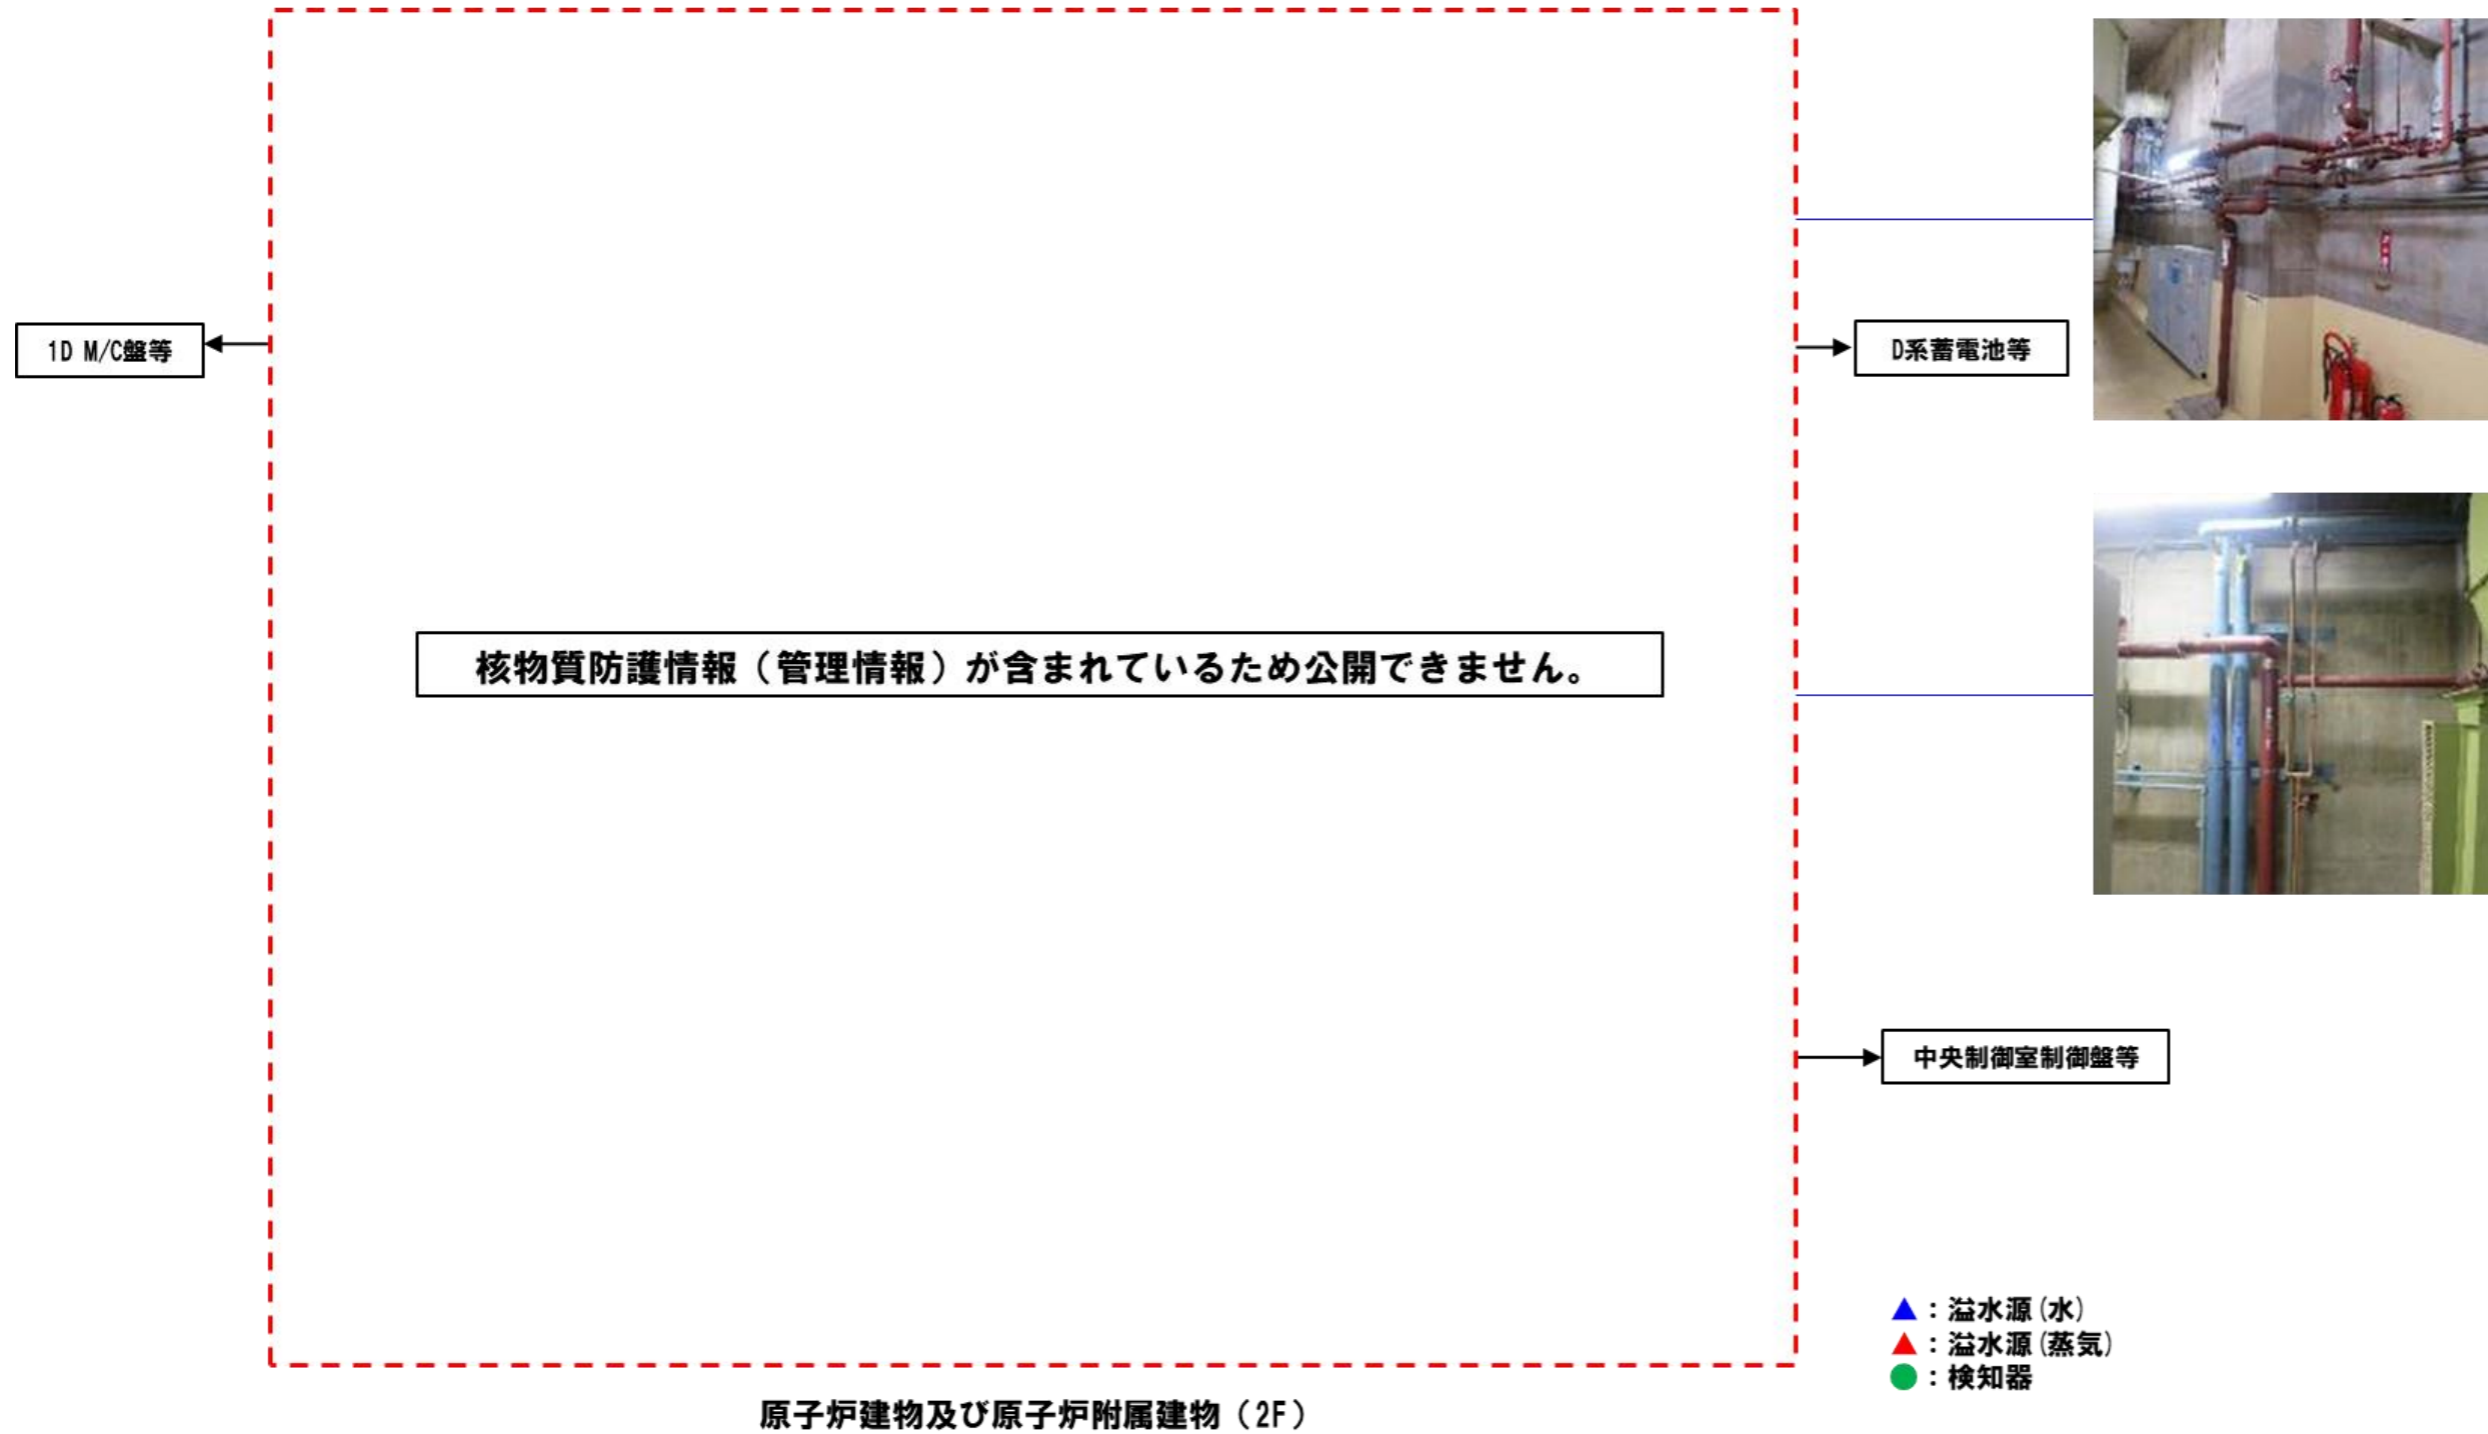 1D M/C盤等
D系蓄電池等
核物質防護情報（管理情報）が含まれているため公開できません。
中央制御室制御盤等
▲：溢水源(水)
▲：溢水源(蒸気)
●：検知器
原子炉建物及び原子炉附属建物（2F）